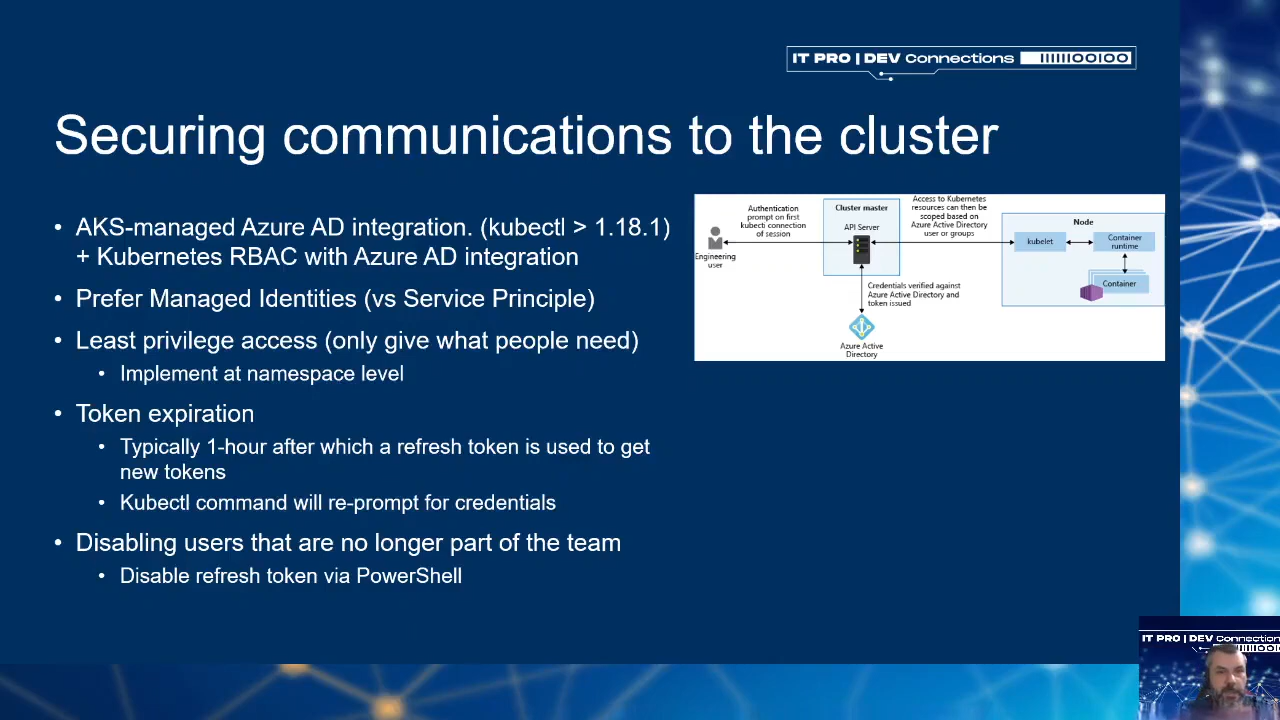 IT PRO | DEV Connections IIIIIII00100
Securing communications to the cluster
• AKS-managed Azure AD integration. (kubectl > 1.18.1)
+ Kubernetes RBAC with Azure AD integration
• Prefer Managed Identities (vs Service Principle)
• Least privilege access (only give what people need)
• Implement at namespace level
• Token expiration
• Typically 1-hour after which a refresh token is used to get
new tokens
• Kubectl command will re-prompt for credentials
• Disabling users that are no longer part of the team
• Disable refresh token via PowerShell
Engineering
user
Authentication
prompt on first
kubectl connection
of session
Cluster master
API Server
Access to Kubernetes
resources can then be
scoped based on
Azure Active Directory
user or groups
Credentials verified against
Azure Active Directory and
token issued
Azure Active
Directory
Node
kubelet
Container
runtime
Container
IT PRO | DEV Connection